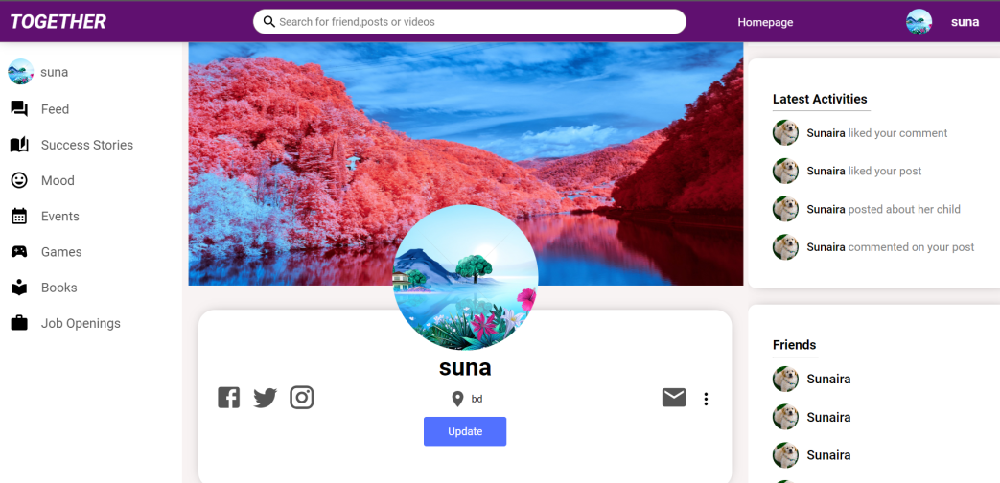 TOGETHER
Search for friend,posts or videos
Homepage
suna
suna
Feed
Success Stories
Mood
Events
Games
Books
Job Openings
suna
bd
Update
Latest Activities
Sunaira liked your comment
Sunaira liked your post
Sunaira posted about her child
Sunaira commented on your post
Friends
Sunaira
Sunaira
Sunaira